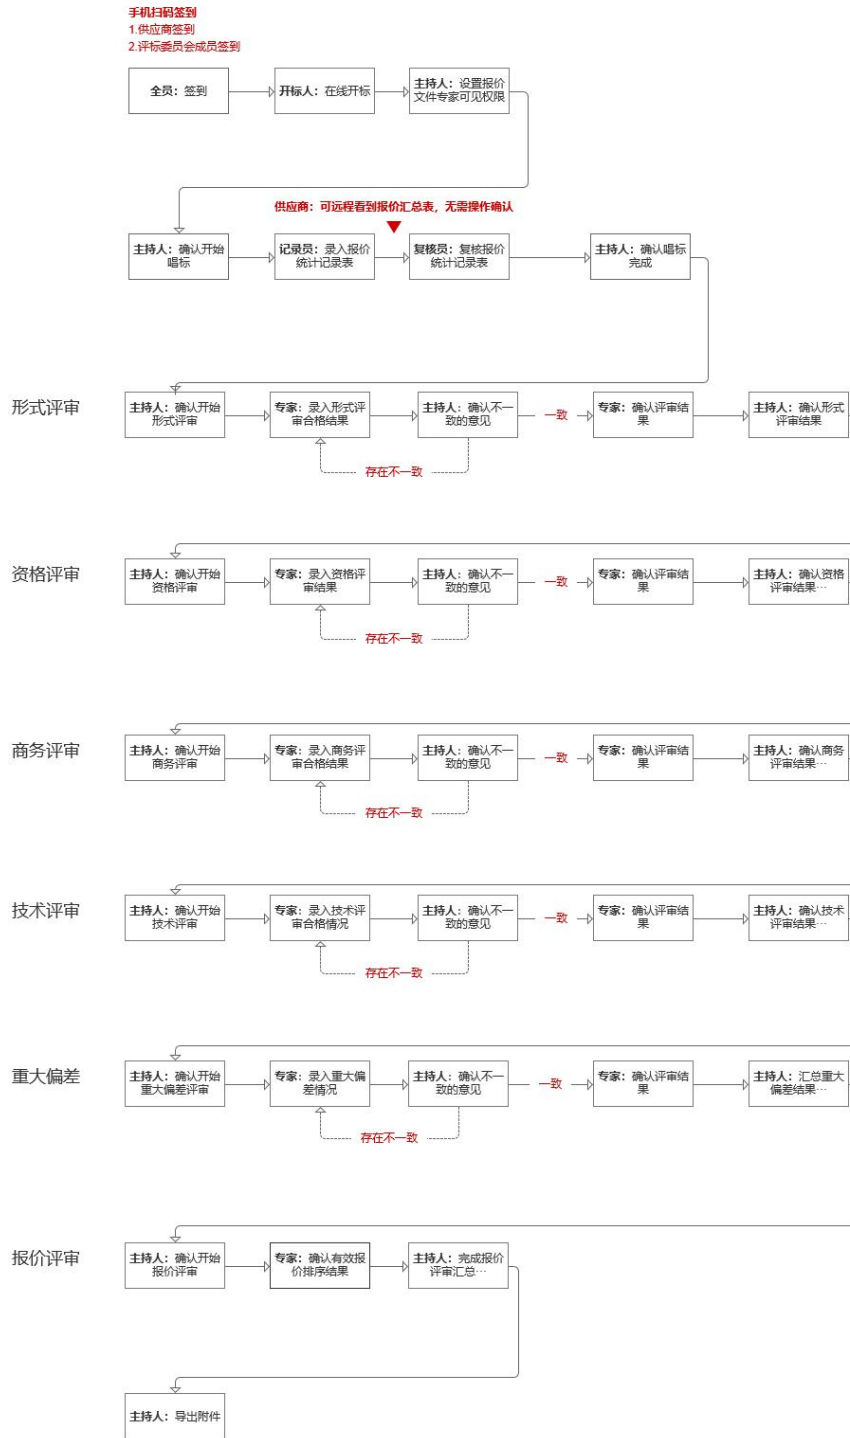 手机扫码签到
1.供应商签到
2.评标委员会成员签到
全员：签到
开标人：在线开标
主持人：设置报价
文件专家可见权限
供应商：可远程看到报价汇总表，无需操作确认
主持人：确认开始
唱标
记录员：录入报价
统计记录表
复核员：复核报价
统计记录表
主持人：确认唱标
完成
形式评审
主持人：确认开始
形式评审
专家：录入形式评
审合格结果
主持人：确认不一
致的意见
一致
专家：确认评审结
果
主持人：确认形式
评审结果
存在不一致
资格评审
主持人：确认开始
资格评审
专家：录入资格评
审结果
主持人：确认不一
致的意见
一致
专家：确认评审结
果
主持人：确认资格
评审结果…
存在不一致
商务评审
主持人：确认开始
商务评审
专家：录入商务评
审合格结果
主持人：确认不一
致的意见
一致
专家：确认评审结
果
主持人：确认商务
评审结果…
存在不一致
技术评审
主持人：确认开始
技术评审
专家：录入技术评
审合格情况
主持人：确认不一
致的意见
一致
专家：确认评审结
果
主持人：确认技术
评审结果…
存在不一致
重大偏差
主持人：确认开始
重大偏差评审
专家：录入重大偏
差情况
主持人：确认不一
致的意见
一致
专家：确认评审结
果
主持人：汇总重大
偏差结果…
存在不一致
报价评审
主持人：确认开始
报价评审
专家：确认有效报
价排序结果
主持人：完成报价
评审汇总…
主持人：导出附件